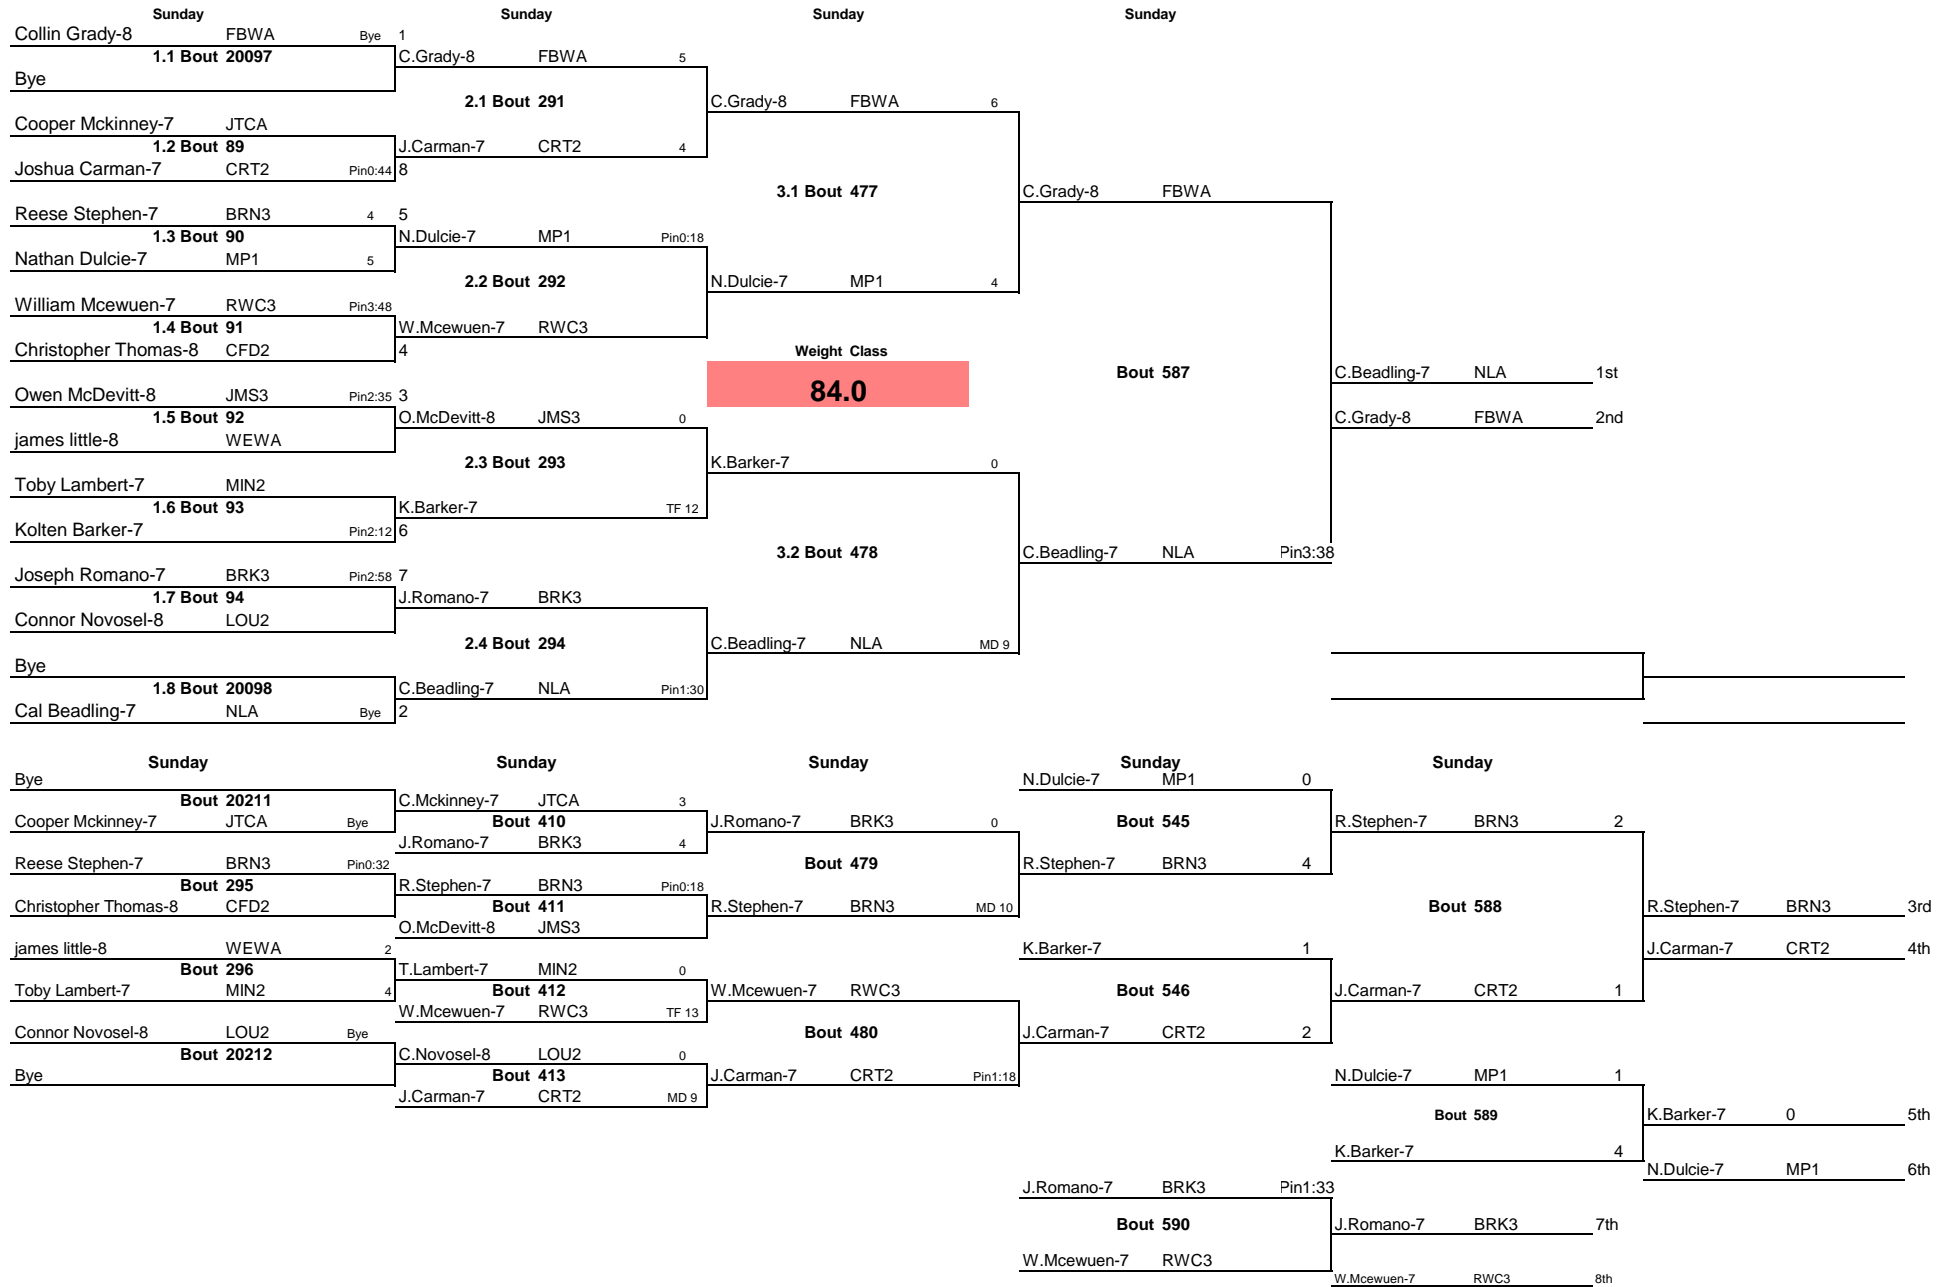 Sunday Sunday Sunday Sunday
Collin Grady-8 FBWA Bye 1
1.1 Bout 20097 C.Grady-8 FBWA 5
Bye
2.1 Bout 291 C.Grady-8 FBWA 6
Cooper Mckinney-7 JTCA
1.2 Bout 89 J.Carman-7 CRT2 4
Joshua Carman-7 CRT2 Pin0:44 8
3.1 Bout 477 C.Grady-8 FBWA
Reese Stephen-7 BRN3 4 5
1.3 Bout 90 N.Dulcie-7 MP1 Pin0:18
Nathan Dulcie-7 MP1 5
2.2 Bout 292 N.Dulcie-7 MP1 4
William Mcewuen-7 RWC3 Pin3:48
1.4 Bout 91 W.Mcewuen-7 RWC3
Christopher Thomas-8 CFD2 4 Weight Class
Bout 587 C.Beadling-7 NLA 1st
Owen McDevitt-8 JMS3 Pin2:35 3 84.0
1.5 Bout 92 O.McDevitt-8 JMS3 0 C.Grady-8 FBWA 2nd
james little-8 WEWA
2.3 Bout 293 K.Barker-7 0
Toby Lambert-7 MIN2
1.6 Bout 93 K.Barker-7 TF 12
Kolten Barker-7 Pin2:12 6
3.2 Bout 478 C.Beadling-7 NLA Pin3:38
Joseph Romano-7 BRK3 Pin2:58 7
1.7 Bout 94 J.Romano-7 BRK3
Connor Novosel-8 LOU2
2.4 Bout 294 C.Beadling-7 NLA MD 9
Bye
1.8 Bout 20098 C.Beadling-7 NLA Pin1:30
Cal Beadling-7 NLA Bye 2
Sunday Sunday Sunday Sunday Sunday
Bye N.Dulcie-7 MP1 0
Bout 20211 C.Mckinney-7 JTCA 3
Cooper Mckinney-7 JTCA Bye Bout 410 J.Romano-7 BRK3 0 Bout 545 R.Stephen-7 BRN3 2
J.Romano-7 BRK3 4
Reese Stephen-7 BRN3 Pin0:32 Bout 479 R.Stephen-7 BRN3 4
Bout 295 R.Stephen-7 BRN3 Pin0:18
Christopher Thomas-8 CFD2 Bout 411 R.Stephen-7 BRN3 MD 10 Bout 588 R.Stephen-7 BRN3 3rd
O.McDevitt-8 JMS3
james little-8 WEWA 2 K.Barker-7 1 J.Carman-7 CRT2 4th
Bout 296 T.Lambert-7 MIN2 0
Toby Lambert-7 MIN2 4 Bout 412 W.Mcewuen-7 RWC3 Bout 546 J.Carman-7 CRT2 1
W.Mcewuen-7 RWC3 TF 13
Connor Novosel-8 LOU2 Bye Bout 480 J.Carman-7 CRT2 2
Bout 20212 C.Novosel-8 LOU2 0
Bye Bout 413 J.Carman-7 CRT2 Pin1:18 N.Dulcie-7 MP1 1
J.Carman-7 CRT2 MD 9
Bout 589 K.Barker-7 0 5th
K.Barker-7 4
N.Dulcie-7 MP1 6th
J.Romano-7 BRK3 Pin1:33
Bout 590 J.Romano-7 BRK3 7th
W.Mcewuen-7 RWC3
W.Mcewuen-7 RWC3 8th